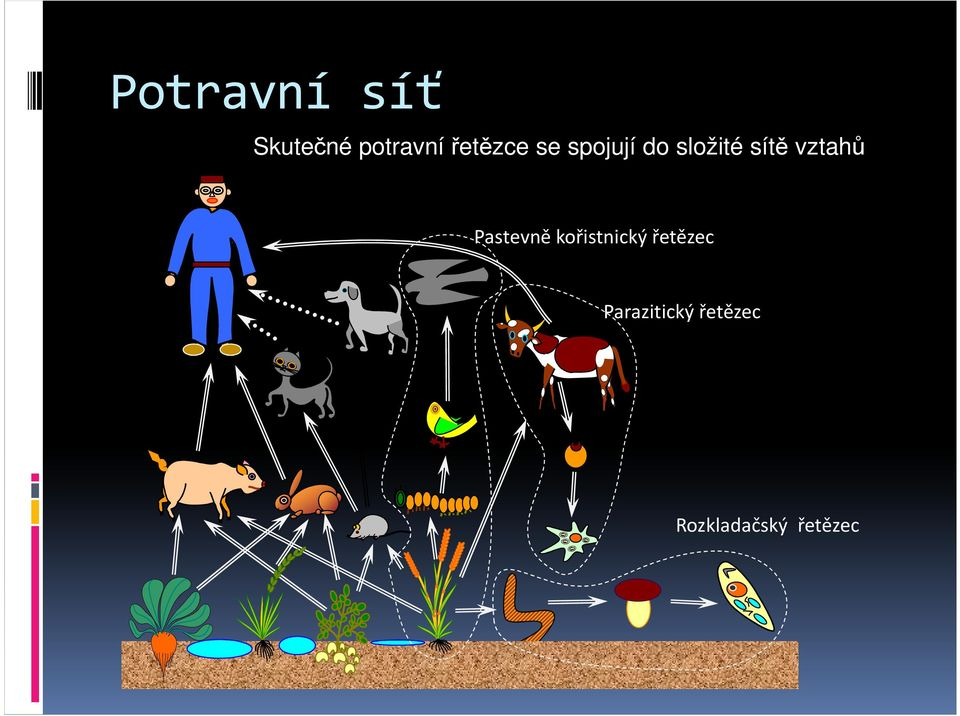 Potravní síť
Skutečné potravní řetězce se spojují do složité sítě vztahů
Pastevně kořistnický řetězec
Parazitický řetězec
Rozkladačský řetězec